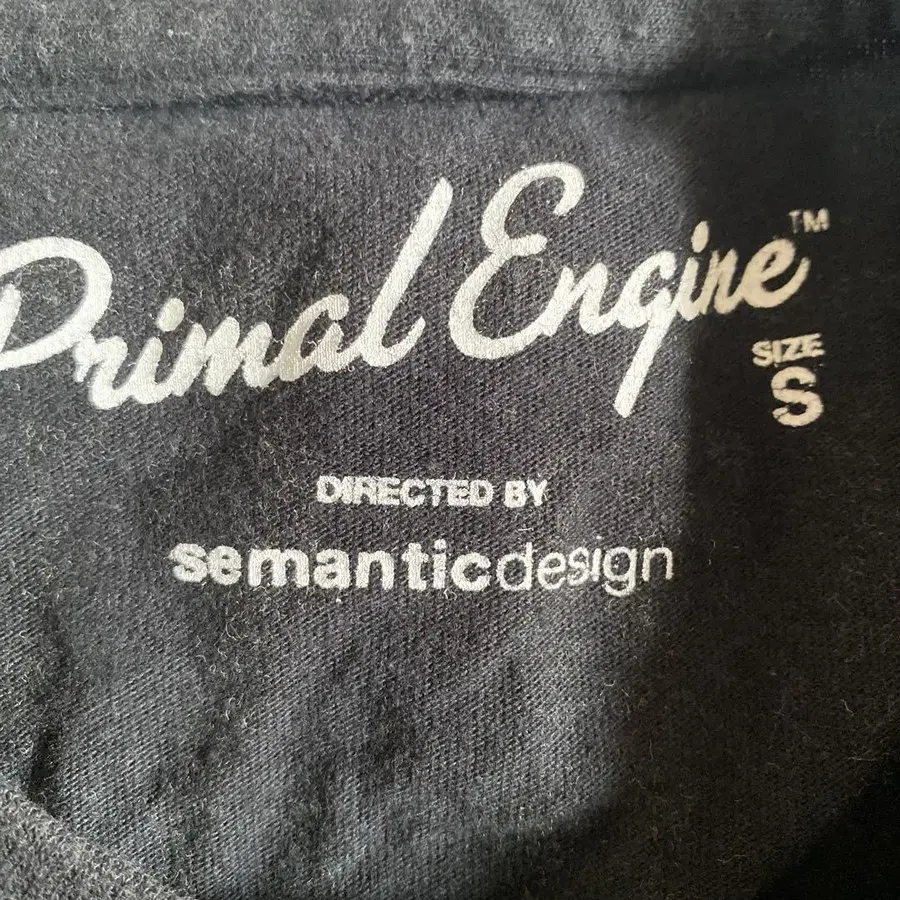 Primal Engine™
SIZE
S
DIRECTED BY
semanticdesign